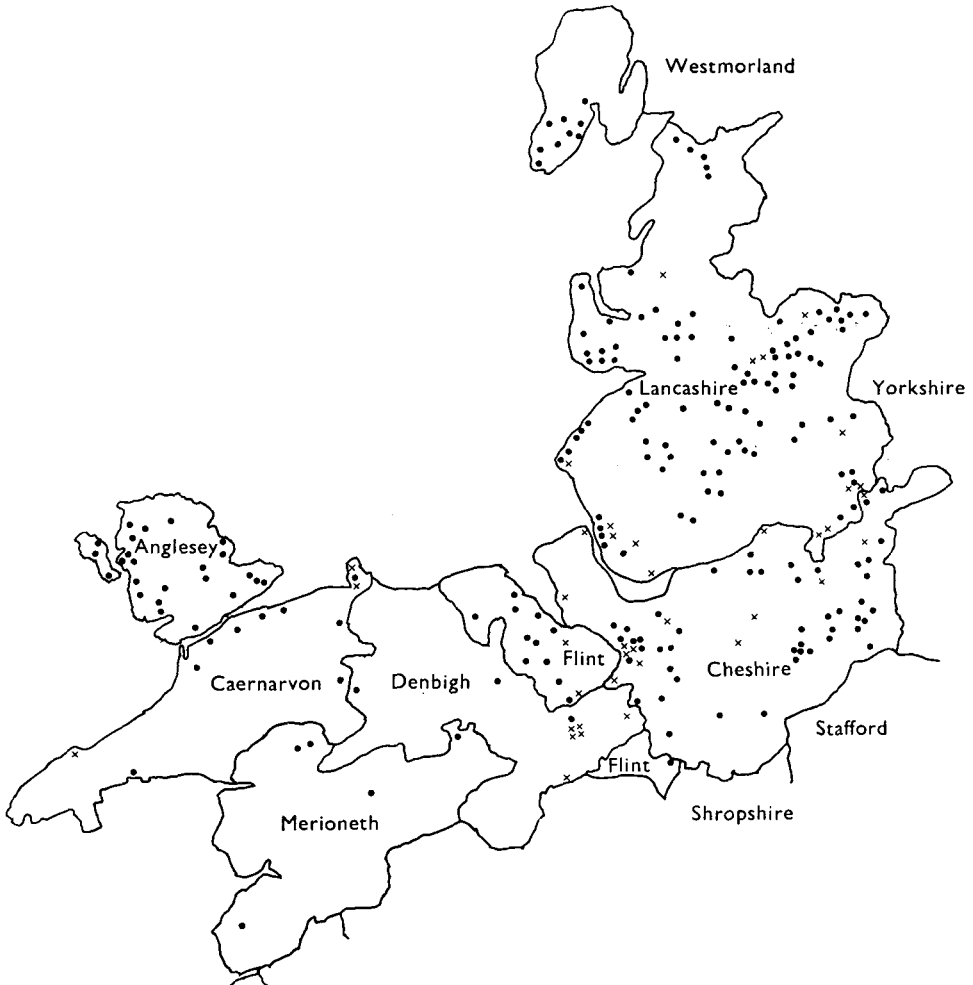 Westmorland
Lancashire
Yorkshire
Anglesey
Flint
Cheshire
Caernarvon
Denbigh
Stafford
Flint
Shropshire
Merioneth